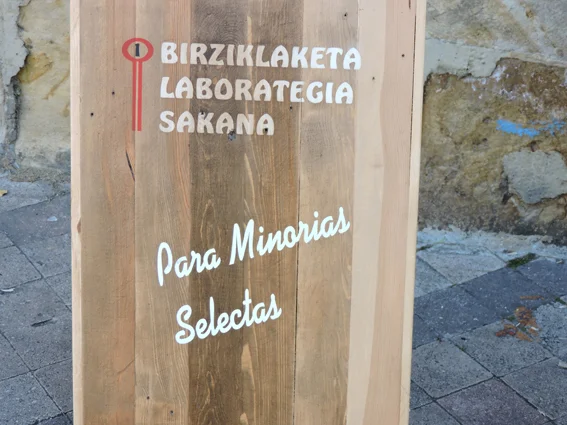 BIRZIKLAKETA
LABORATEGIA
SAKANA
Para Minorias
Selectas